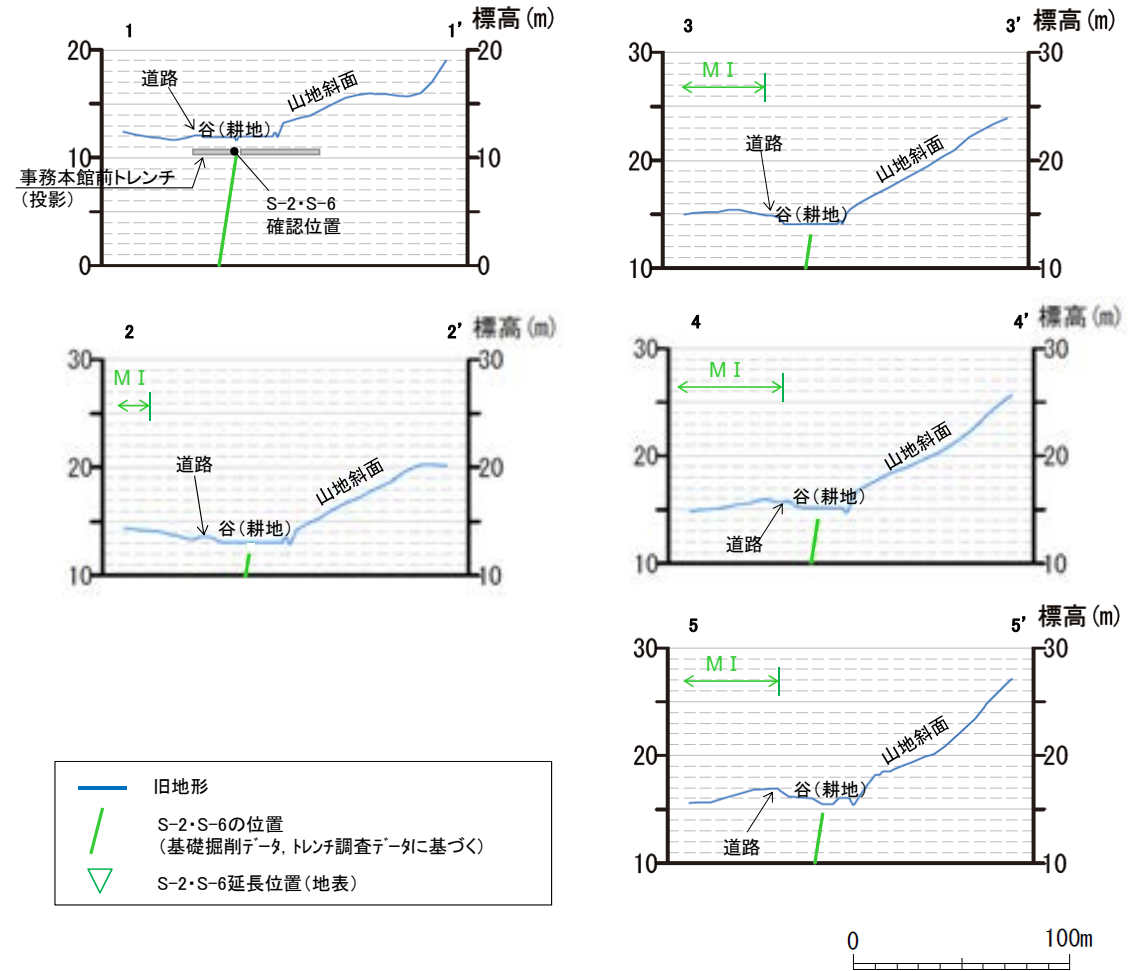 1
1' 標高(m)
20
20
道路
山地斜面
谷(耕地)
10
10
事務本館前トレンチ
(投影)
S-2・S-6
確認位置
0
0
3
3' 標高(m)
30
30
ＭＩ
20
20
道路
山地斜面
谷(耕地)
10
10
2
2' 標高(m)
30
30
ＭＩ
20
20
道路
山地斜面
谷(耕地)
10
10
4
4' 標高(m)
30
30
ＭＩ
20
20
山地斜面
谷(耕地)
道路
10
10
5
5' 標高(m)
30
30
ＭＩ
20
20
山地斜面
谷(耕地)
道路
10
10
旧地形
S-2・S-6の位置
(基礎掘削データ, トレンチ調査データに基づく)
S-2・S-6延長位置(地表)
0
100m